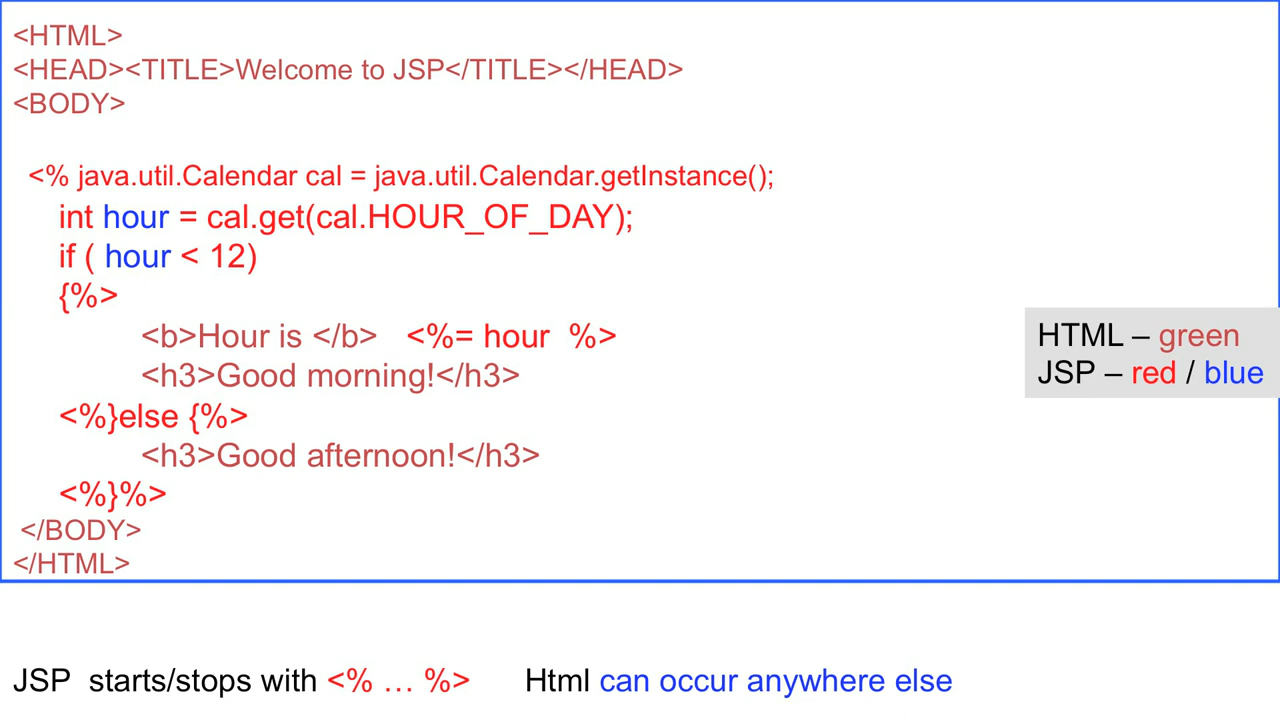 <HTML>
<HEAD><TITLE>Welcome to JSP</TITLE></HEAD>
<BODY>
<% java.util.Calendar cal = java.util.Calendar.getInstance();
int hour = cal.get(cal.HOUR_OF_DAY);
if ( hour < 12)
{%>
<b>Hour is </b> <%= hour %>
<h3>Good morning!</h3>
<%}else {%>
<h3>Good afternoon!</h3>
<%}%>
</BODY>
</HTML>
HTML – green
JSP – red / blue
JSP starts/stops with <% … %> Html can occur anywhere else